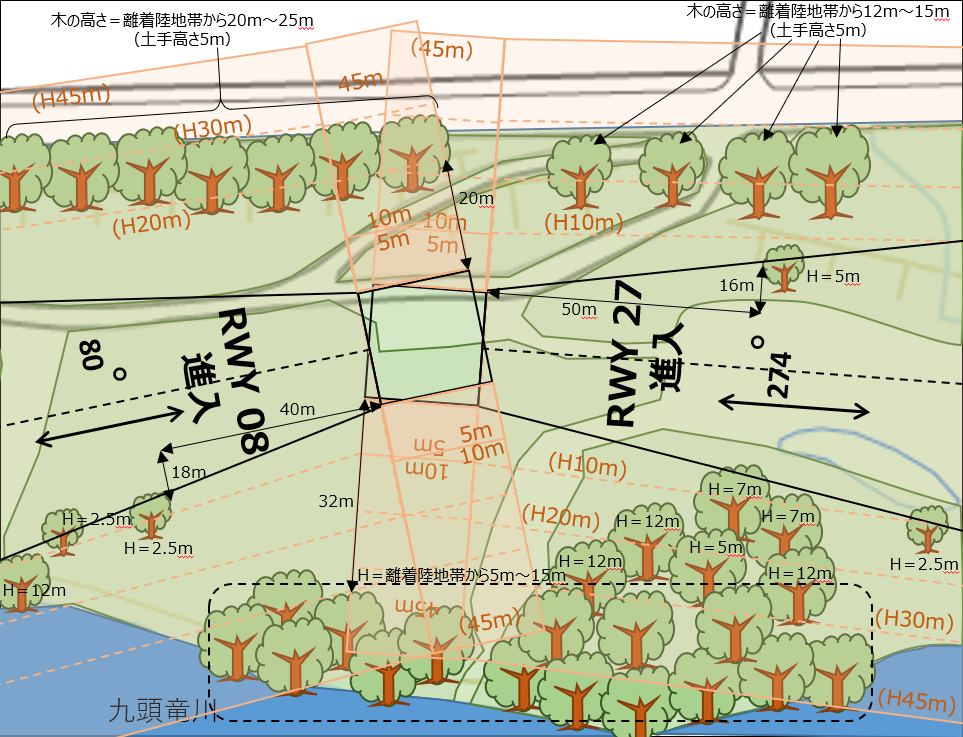 木の高さ＝離着陸地帯から20m～25m
（土手高さ5m）
木の高さ＝離着陸地帯から12m～15m
（土手高さ5m）
(45m)
45m
(H45m)
(H30m)
(H20m)
20m
10m
10m
5m
5m
(H10m)
16m
H＝5m
50m
RWY 27
進入
274
80
RWY 08
進入
40m
18m
32m
5m
10m
5m
10m
(H10m)
(H20m)
H＝7m
H＝7m
H＝12m
H＝5m
H＝12m
H＝12m
H＝2.5m
H＝2.5m
H＝2.5m
H＝12m
H＝離着陸地帯から5m～15m
45m
(45m)
(H30m)
(H45m)
九頭竜川